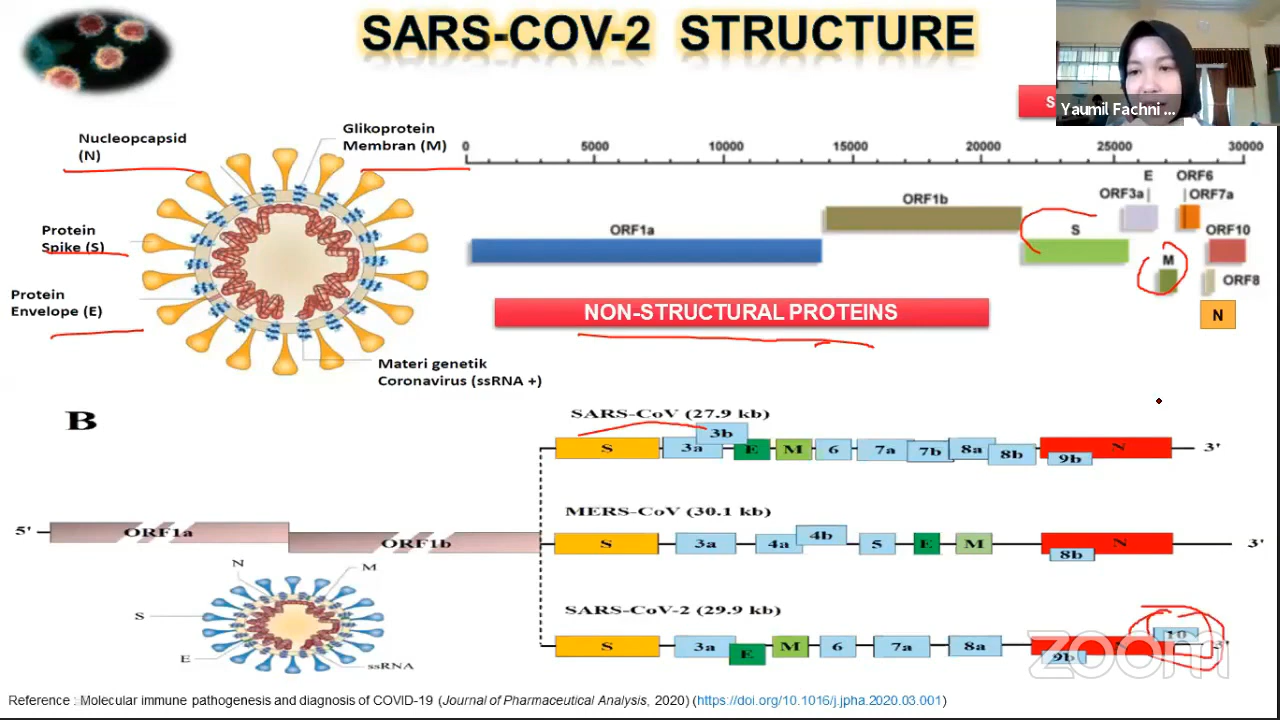 SARS-COV-2 STRUCTURE
S
Yaumil Fachni ...
Nucleopcapsid
(N)
Glikoprotein
Membran (M)
Protein
Spike (S)
Protein
Envelope (E)
Materi genetik
Coronavirus (ssRNA +)
0 5000 10000 15000 20000 25000 30000
E ORF6
ORF3a ORF7a
ORF1b
ORF1a S ORF10
M
ORF8
NON-STRUCTURAL PROTEINS
N
B
SARS-CoV (27.9 kb)
S 3a 3b E M 6 7a 7b 8a 8b 9b N 3'
MERS-CoV (30.1 kb)
5' ORF1a ORF1b S 3a 4a 4b 5 E M 8b N 3'
SARS-CoV-2 (29.9 kb)
S 3a E M 6 7a 8a 9b 10 3'
N M
S
E ssRNA
zoom
Reference : Molecular immune pathogenesis and diagnosis of COVID-19 (Journal of Pharmaceutical Analysis, 2020) (https://doi.org/10.1016/j.jpha.2020.03.001)